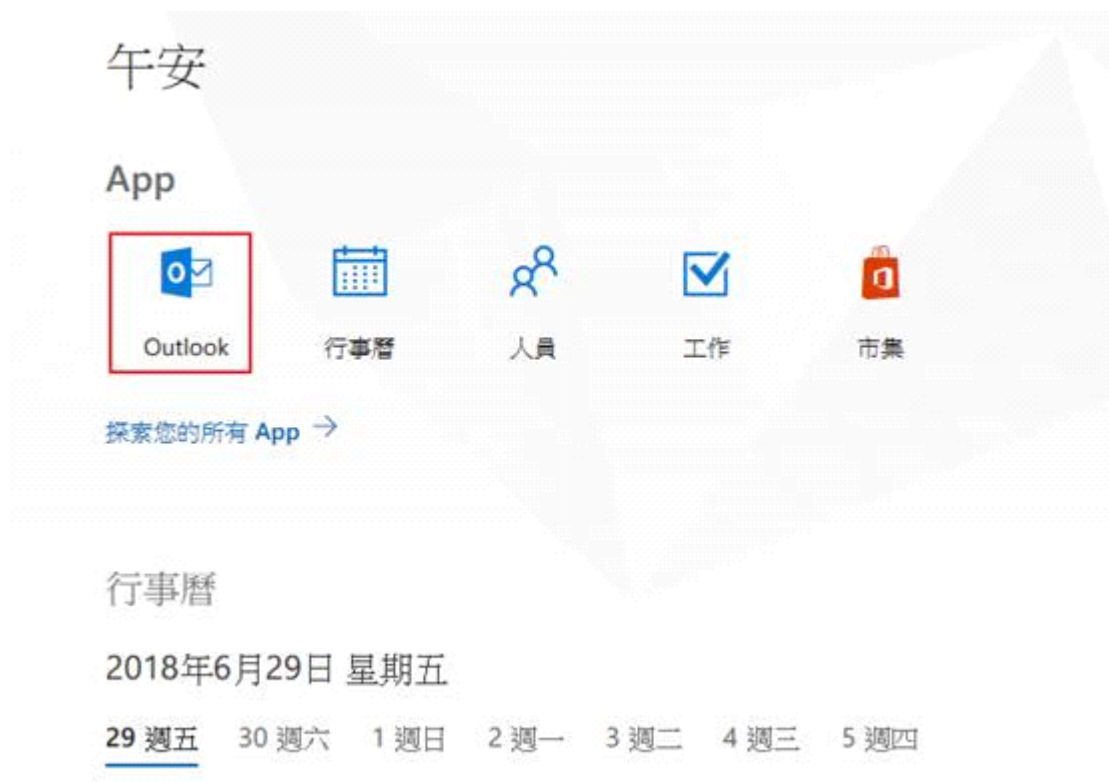 午安
App
Outlook 行事曆 人員 工作 市集
探索您的所有 App →
行事曆
2018年6月29日 星期五
29 週五 30 週六 1 週日 2 週一 3 週二 4 週三 5 週四